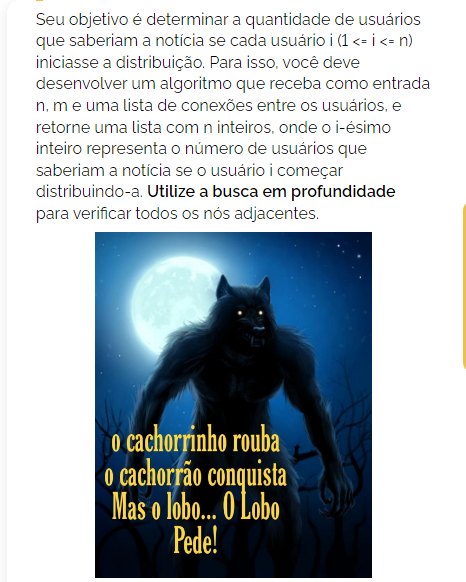 Seu objetivo é determinar a quantidade de usuários
que saberiam a notícia se cada usuário i (1 <= i <= n)
iniciasse a distribuição. Para isso, você deve
desenvolver um algoritmo que receba como entrada
n, m e uma lista de conexões entre os usuários, e
retorne uma lista com n inteiros, onde o i-ésimo
inteiro representa o número de usuários que
saberiam a notícia se o usuário i começar
distribuindo-a. Utilize a busca em profundidade
para verificar todos os nós adjacentes.
o cachorrinho rouba
o cachorrão conquista
Mas o lobo... O Lobo
Pede!